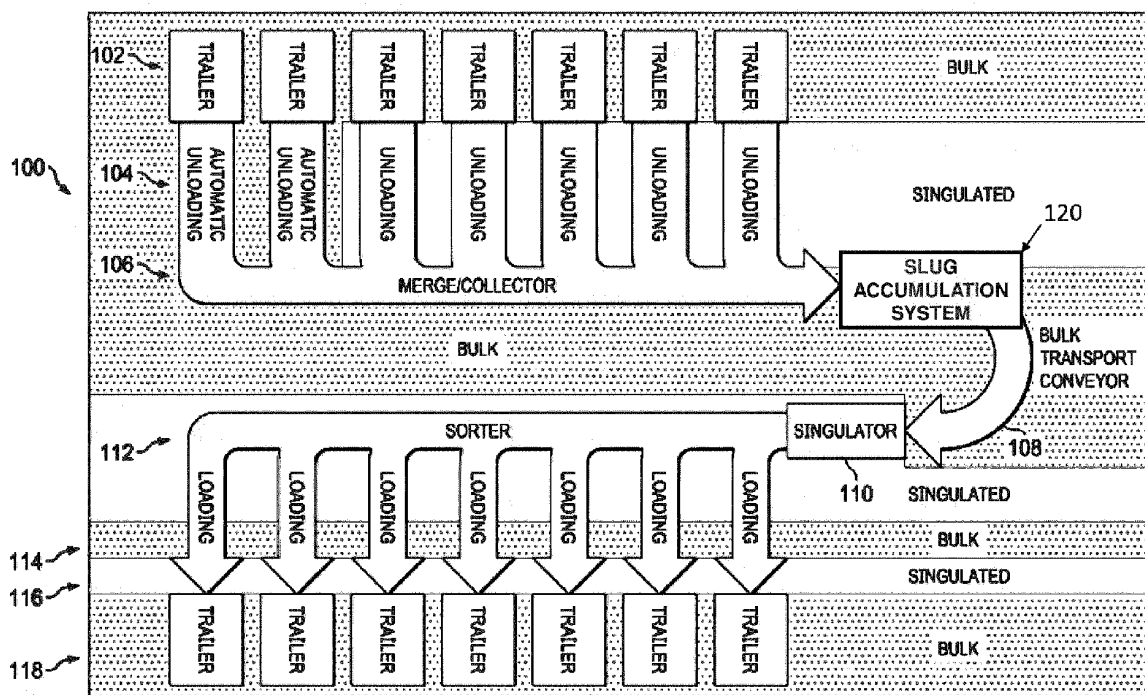 102
TRAILER
TRAILER
TRAILER
TRAILER
TRAILER
TRAILER
TRAILER
BULK
100
104
AUTOMATIC
UNLOADING
AUTOMATIC
UNLOADING
UNLOADING
UNLOADING
UNLOADING
UNLOADING
UNLOADING
SINGULATED
120
106
MERGE/COLLECTOR
SLUG
ACCUMULATION
SYSTEM
BULK
BULK
TRANSPORT
CONVEYOR
108
112
SORTER
SINGULATOR
110
SINGULATED
LOADING
LOADING
LOADING
LOADING
LOADING
LOADING
LOADING
114
BULK
116
SINGULATED
118
TRAILER
TRAILER
TRAILER
TRAILER
TRAILER
TRAILER
TRAILER
BULK